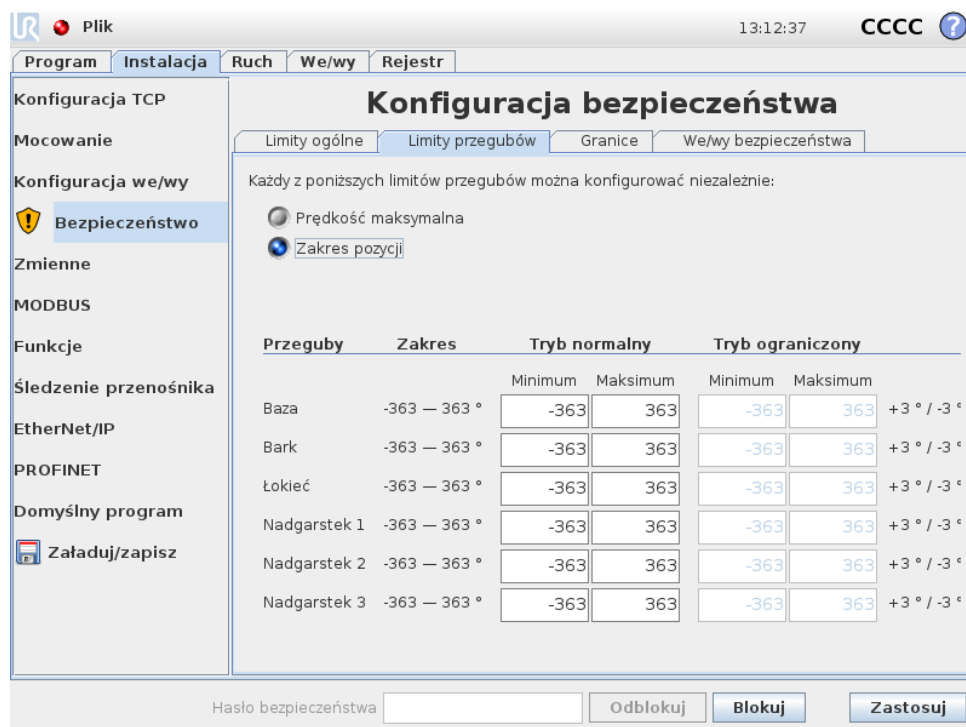 UR Plik 13:12:37 CCCC ?
Program Instalacja Ruch We/wy Rejestr
Konfiguracja TCP
Mocowanie
Konfiguracja we/wy
Bezpieczeństwo
Zmienne
MODBUS
Funkcje
Śledzenie przenośnika
EtherNet/IP
PROFINET
Domyślny program
Załaduj/zapisz
Konfiguracja bezpieczeństwa
Limity ogólne Limity przegubów Granice We/wy bezpieczeństwa
Każdy z poniższych limitów przegubów można konfigurować niezależnie:
Prędkość maksymalna
Zakres pozycji
Przeguby Zakres Tryb normalny Tryb ograniczony
Minimum Maksimum Minimum Maksimum
Baza -363 — 363 ° -363 363 -363 363 +3 ° / -3 °
Bark -363 — 363 ° -363 363 -363 363 +3 ° / -3 °
Łokieć -363 — 363 ° -363 363 -363 363 +3 ° / -3 °
Nadgarstek 1 -363 — 363 ° -363 363 -363 363 +3 ° / -3 °
Nadgarstek 2 -363 — 363 ° -363 363 -363 363 +3 ° / -3 °
Nadgarstek 3 -363 — 363 ° -363 363 -363 363 +3 ° / -3 °
Hasło bezpieczeństwa Odblokuj Blokuj Zastosuj